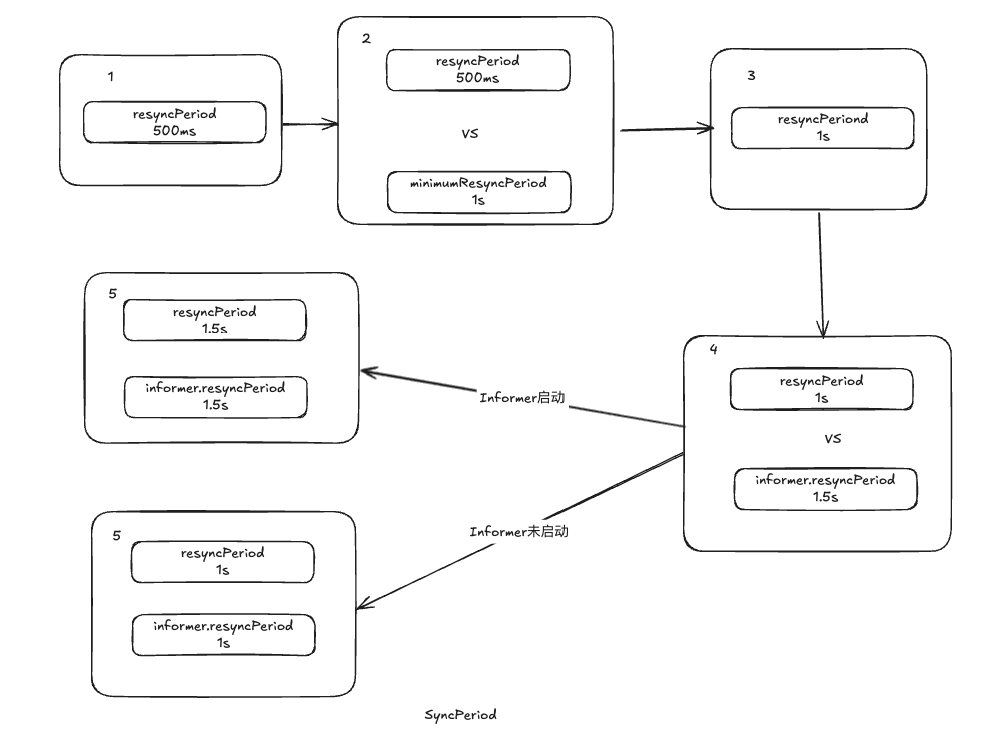 1
resyncPeriod
500ms
2
resyncPeriod
500ms
VS
minimumResyncPeriod
1s
3
resyncPeriond
1s
4
resyncPeriod
1s
VS
informer.resyncPeriod
1.5s
Informer启动
5
resyncPeriod
1.5s
informer.resyncPeriod
1.5s
Informer未启动
5
resyncPeriod
1s
informer.resyncPeriod
1s
SyncPeriod